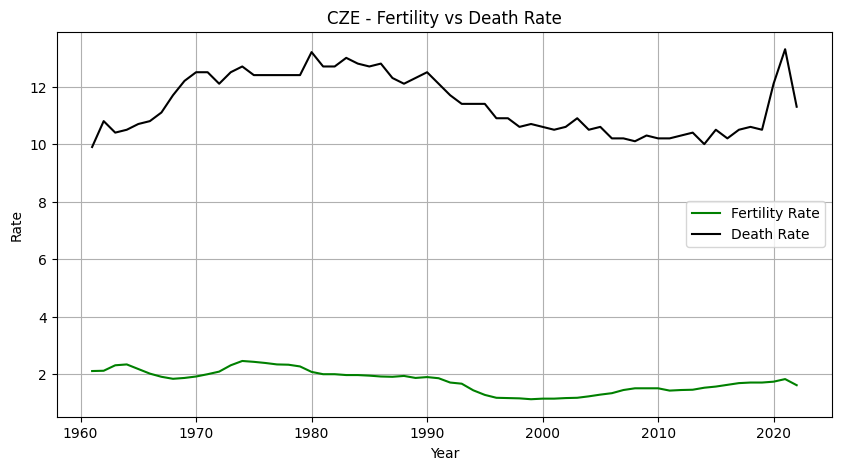 CZE - Fertility vs Death Rate
12
10
8
6
4
2
Rate
Fertility Rate
Death Rate
1960 1970 1980 1990 2000 2010 2020
Year